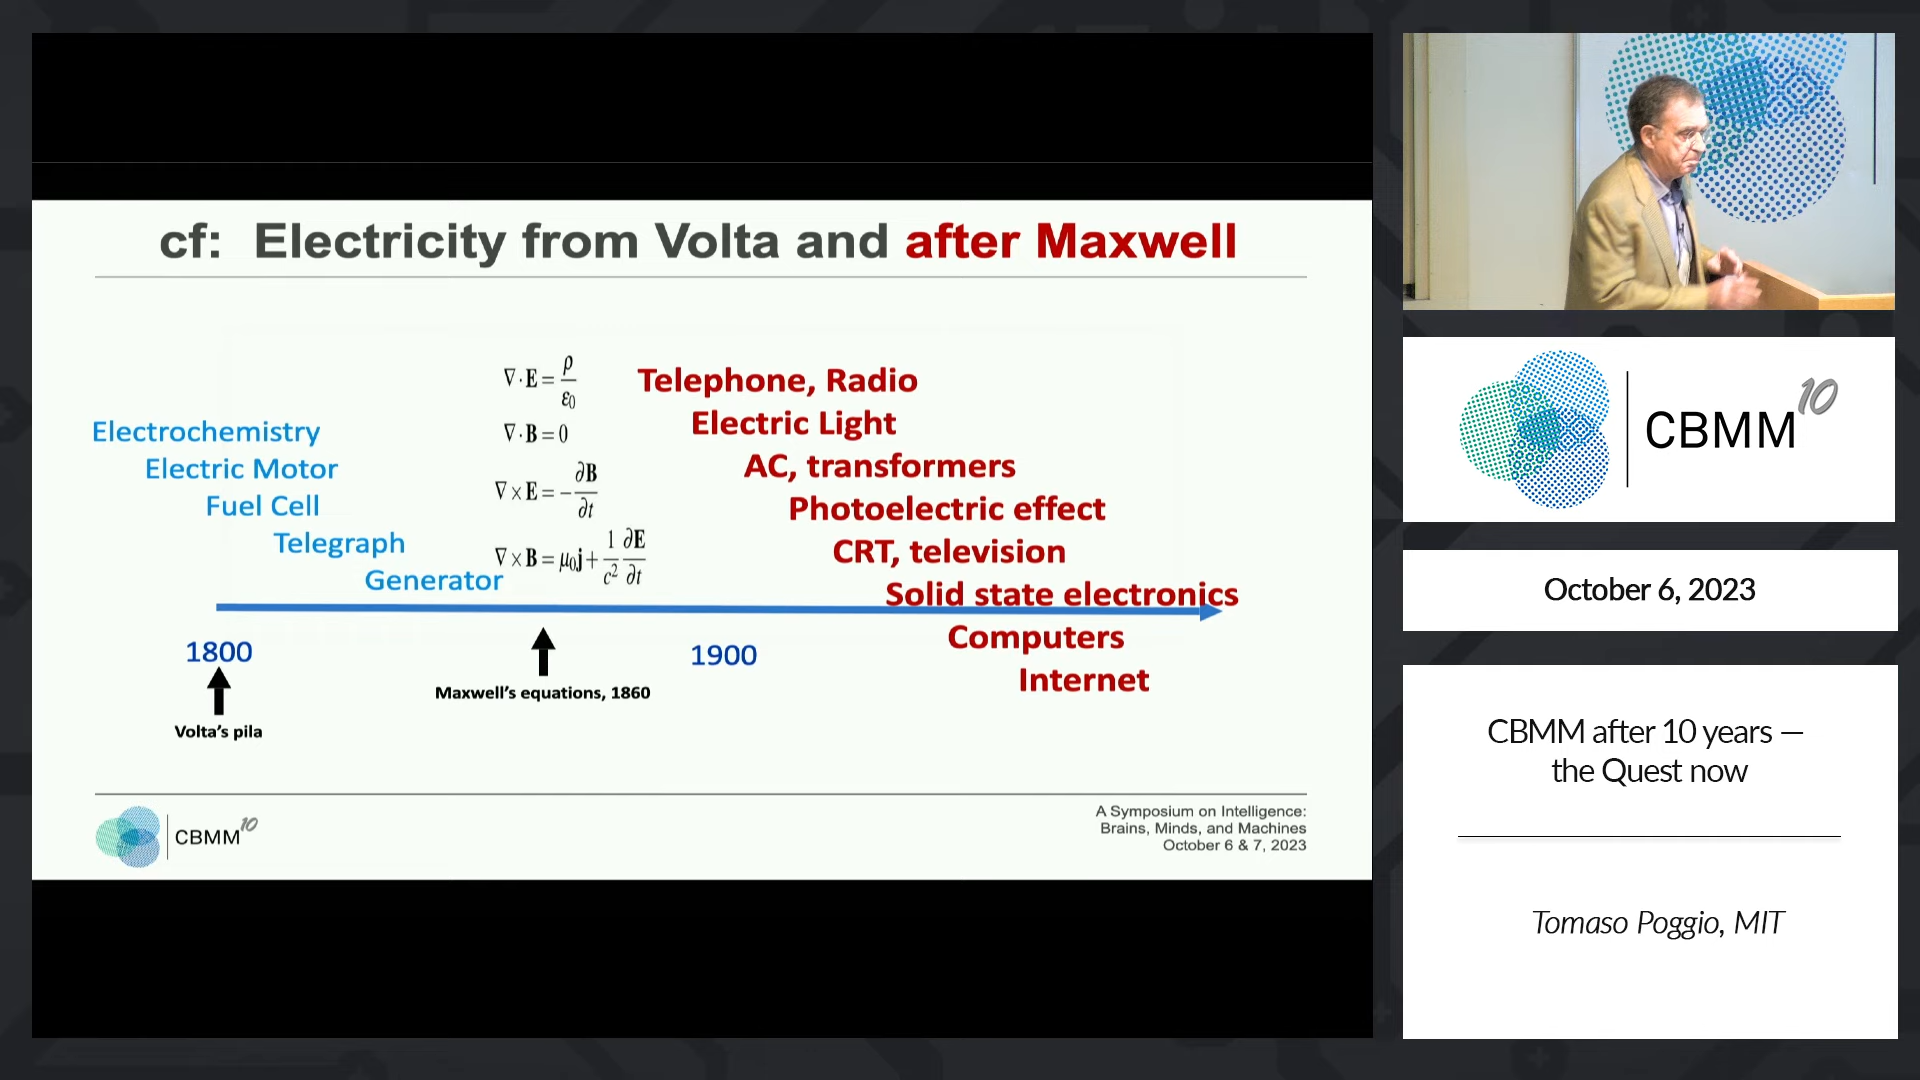 cf: Electricity from Volta and after Maxwell
∇·E = ρ/ε₀
∇·B = 0
∇×E = −∂B/∂t
∇×B = μ₀j + 1/c² ∂E/∂t
Electrochemistry
Electric Motor
Fuel Cell
Telegraph
Generator
Telephone, Radio
Electric Light
AC, transformers
Photoelectric effect
CRT, television
Solid state electronics
Computers
Internet
1800
1900
Volta's pila
Maxwell's equations, 1860
CBMM10
A Symposium on Intelligence:
Brains, Minds, and Machines
October 6 & 7, 2023
CBMM10
October 6, 2023
CBMM after 10 years —
the Quest now
Tomaso Poggio, MIT